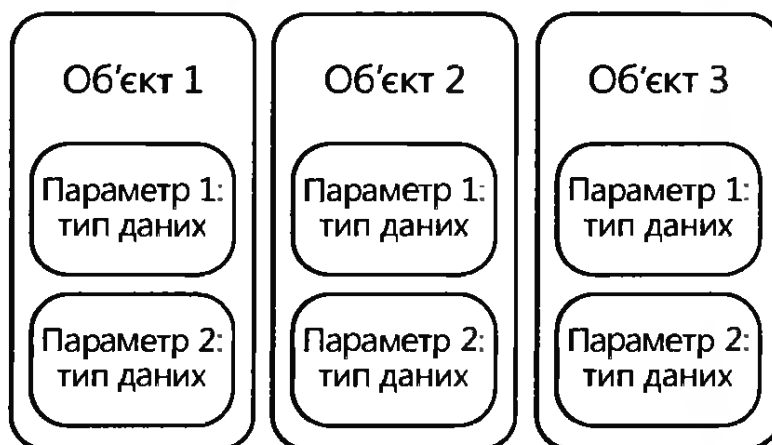 Об'єкт 1
Параметр 1:
тип даних
Параметр 2:
тип даних
Об'єкт 2
Параметр 1:
тип даних
Параметр 2:
тип даних
Об'єкт 3
Параметр 1:
тип даних
Параметр 2:
тип даних